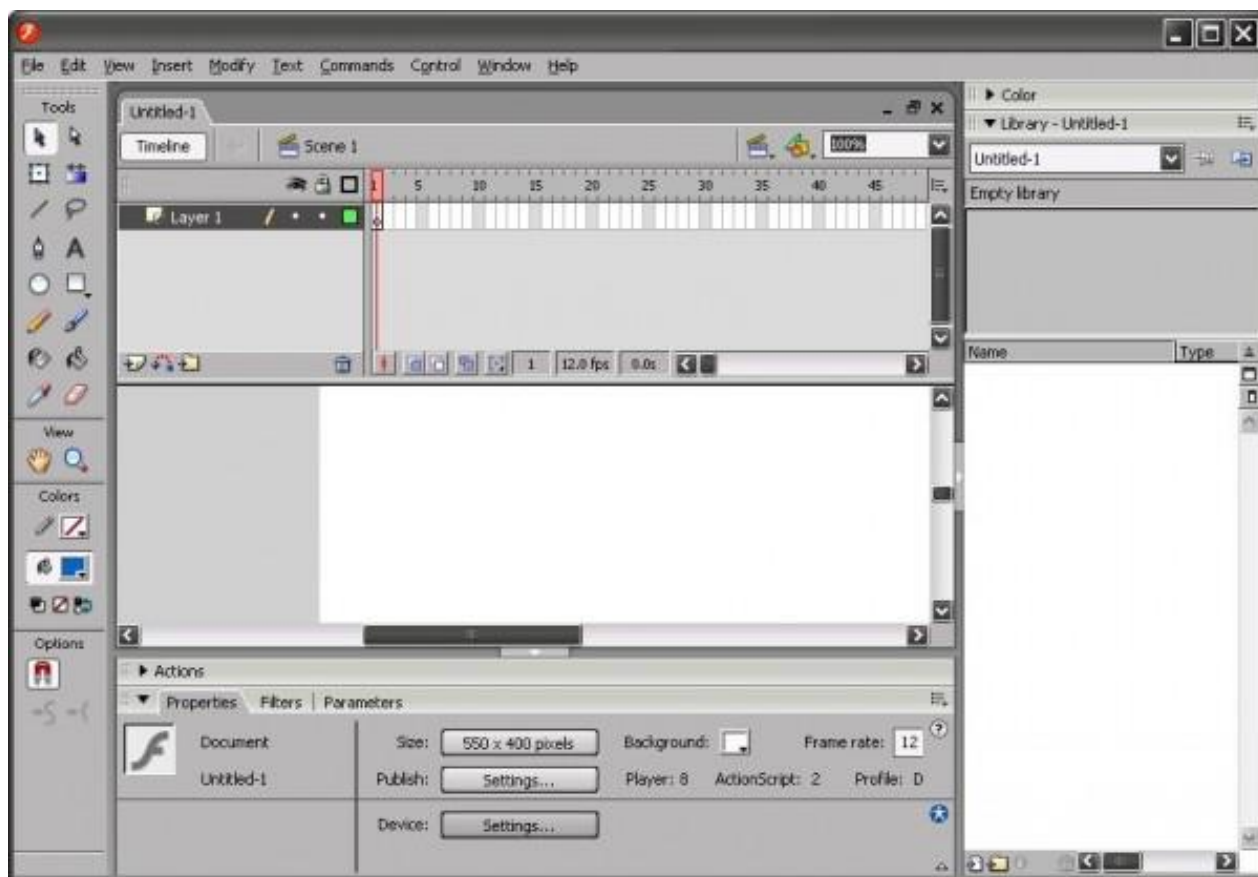 File Edit View Insert Modify Text Commands Control Window Help
Tools
Untitled-1
Timeline
Scene 1
100%
1 5 10 15 20 25 30 35 40 45
Layer 1
1 12.0 fps 0.0s
View
Colors
Options
Actions
Properties Filters Parameters
Document
Untitled-1
Size: 550 x 400 pixels
Background:
Frame rate: 12
Publish: Settings...
Player: 8
ActionScript: 2
Profile: D
Device: Settings...
Color
Library - Untitled-1
Untitled-1
Empty library
Name Type